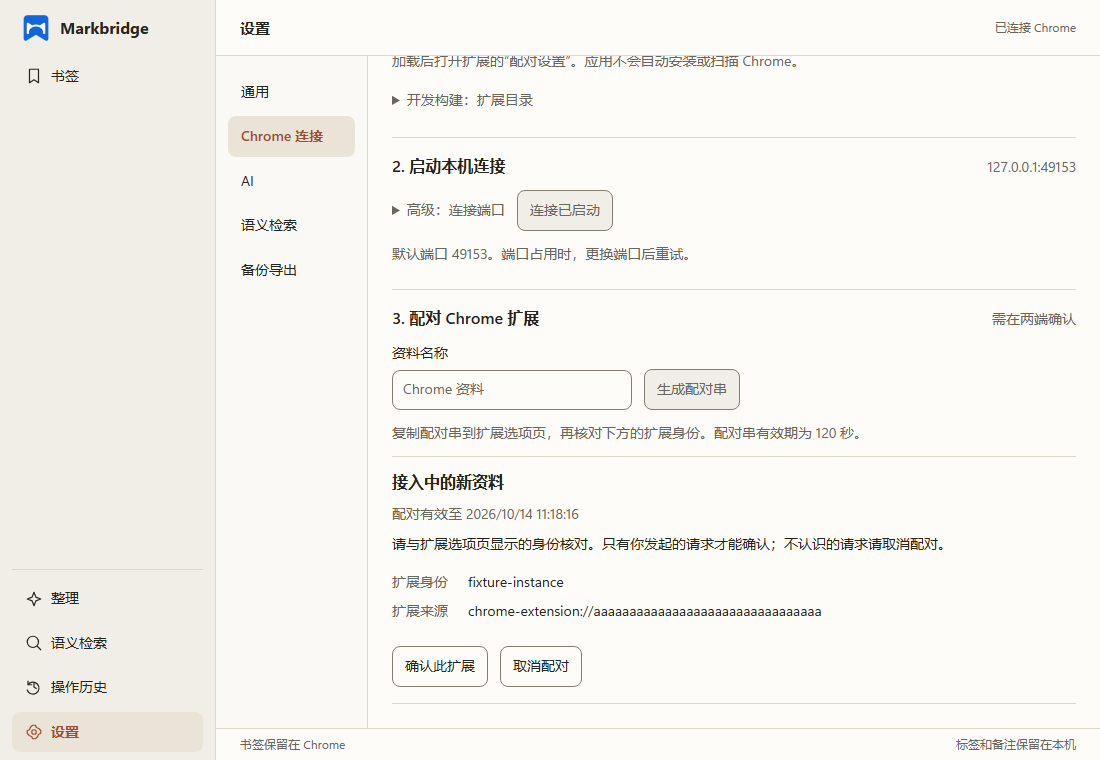 Markbridge
书签
整理
语义检索
操作历史
设置
设置
已连接 Chrome
通用
Chrome 连接
AI
语义检索
备份导出
加载后打开扩展的“配对设置”。应用不会自动安装或扫描 Chrome。
开发构建：扩展目录
2. 启动本机连接
127.0.0.1:49153
高级：连接端口
连接已启动
默认端口 49153。端口占用时，更换端口后重试。
3. 配对 Chrome 扩展
需在两端确认
资料名称
Chrome 资料
生成配对串
复制配对串到扩展选项页，再核对下方的扩展身份。配对串有效期为 120 秒。
接入中的新资料
配对有效至 2026/10/14 11:18:16
请与扩展选项页显示的身份核对。只有你发起的请求才能确认；不认识的请求请取消配对。
扩展身份 fixture-instance
扩展来源 chrome-extension://aaaaaaaaaaaaaaaaaaaaaaaaaaaaaaaa
确认此扩展
取消配对
书签保留在 Chrome
标签和备注保留在本机